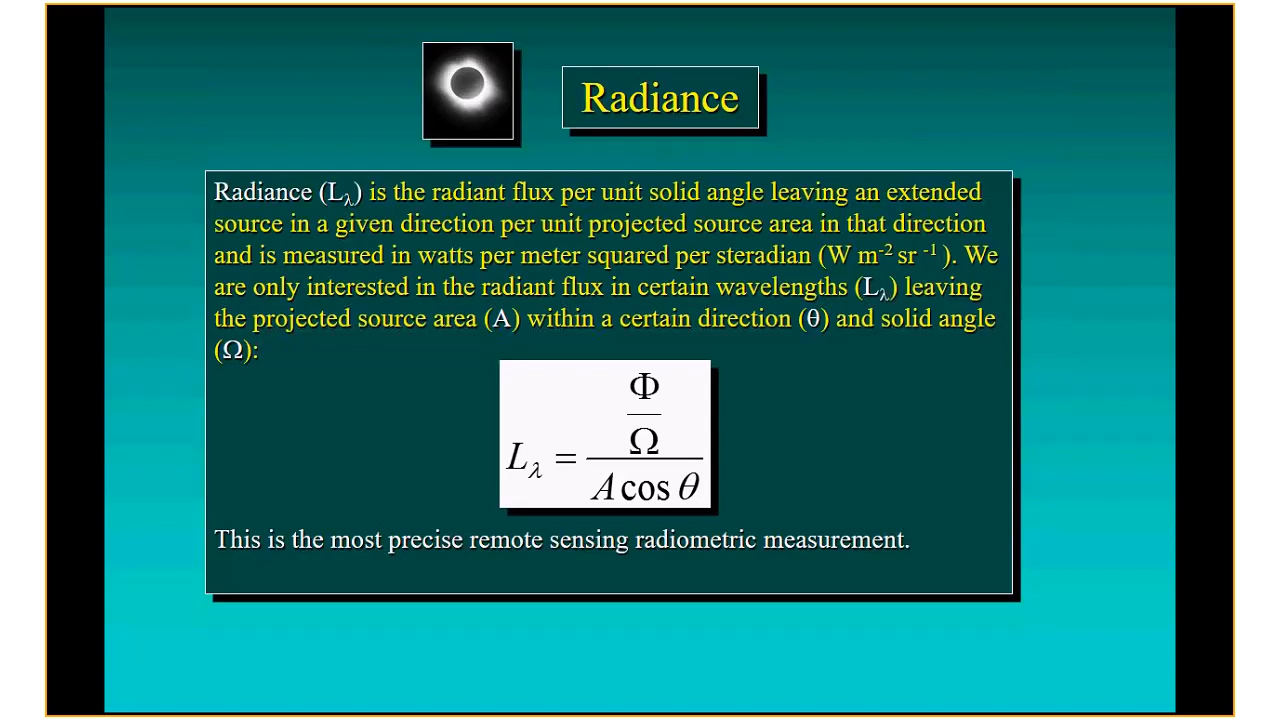 Radiance
Radiance (Lλ) is the radiant flux per unit solid angle leaving an extended
source in a given direction per unit projected source area in that direction
and is measured in watts per meter squared per steradian (W m-2 sr -1 ). We
are only interested in the radiant flux in certain wavelengths (Lλ) leaving
the projected source area (A) within a certain direction (θ) and solid angle
(Ω):
Φ
Ω
Lλ =
A cos θ
This is the most precise remote sensing radiometric measurement.